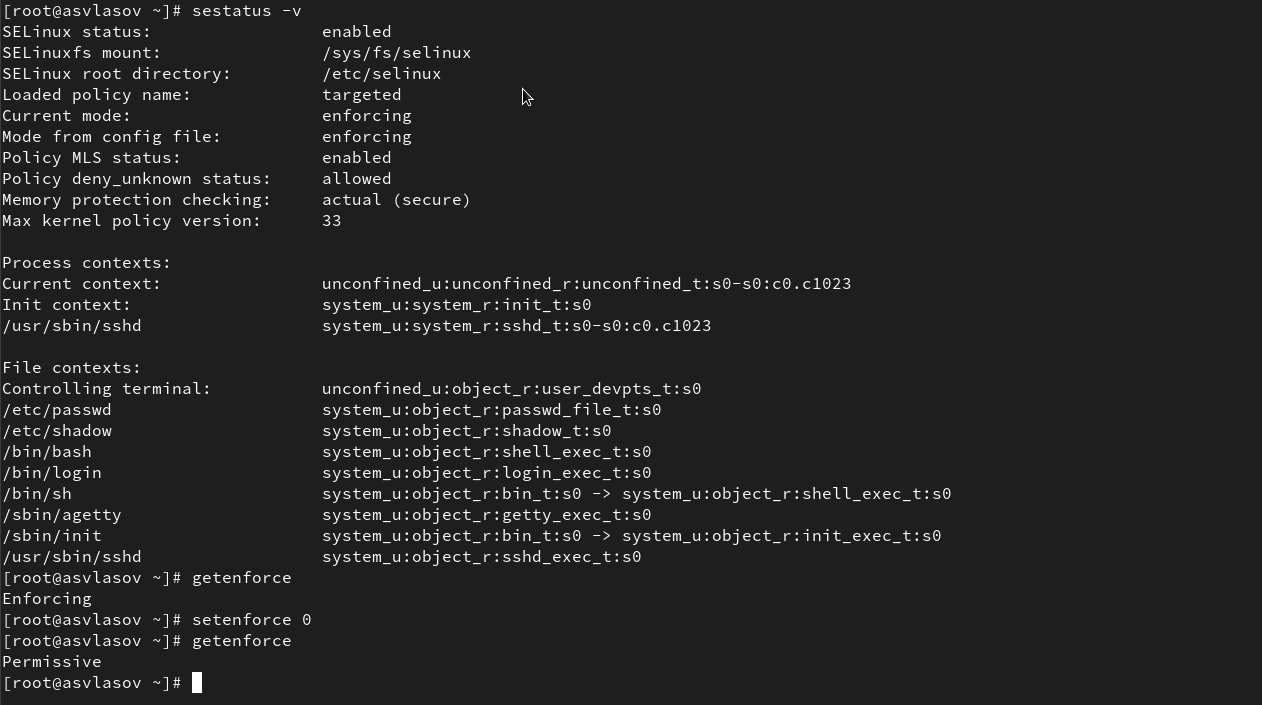 [root@asvlasov ~]# sestatus -v
SELinux status:                 enabled
SELinuxfs mount:                /sys/fs/selinux
SELinux root directory:         /etc/selinux
Loaded policy name:             targeted
Current mode:                   enforcing
Mode from config file:          enforcing
Policy MLS status:              enabled
Policy deny_unknown status:     allowed
Memory protection checking:     actual (secure)
Max kernel policy version:      33

Process contexts:
Current context:                unconfined_u:unconfined_r:unconfined_t:s0-s0:c0.c1023
Init context:                   system_u:system_r:init_t:s0
/usr/sbin/sshd                  system_u:system_r:sshd_t:s0-s0:c0.c1023

File contexts:
Controlling terminal:           unconfined_u:object_r:user_devpts_t:s0
/etc/passwd                     system_u:object_r:passwd_file_t:s0
/etc/shadow                     system_u:object_r:shadow_t:s0
/bin/bash                       system_u:object_r:shell_exec_t:s0
/bin/login                      system_u:object_r:login_exec_t:s0
/bin/sh                         system_u:object_r:bin_t:s0 -> system_u:object_r:shell_exec_t:s0
/sbin/agetty                    system_u:object_r:getty_exec_t:s0
/sbin/init                      system_u:object_r:bin_t:s0 -> system_u:object_r:init_exec_t:s0
/usr/sbin/sshd                  system_u:object_r:sshd_exec_t:s0
[root@asvlasov ~]# getenforce
Enforcing
[root@asvlasov ~]# setenforce 0
[root@asvlasov ~]# getenforce
Permissive
[root@asvlasov ~]#